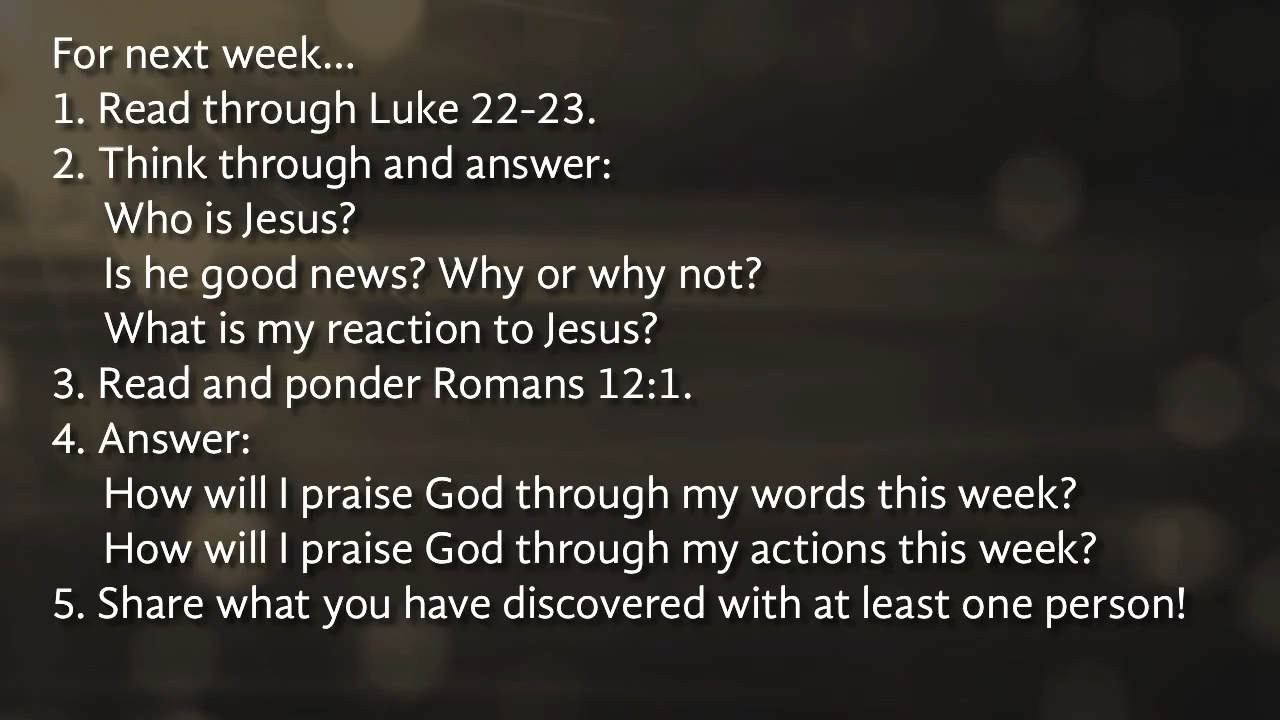 For next week...
1. Read through Luke 22-23.
2. Think through and answer:
Who is Jesus?
Is he good news? Why or why not?
What is my reaction to Jesus?
3. Read and ponder Romans 12:1.
4. Answer:
How will I praise God through my words this week?
How will I praise God through my actions this week?
5. Share what you have discovered with at least one person!